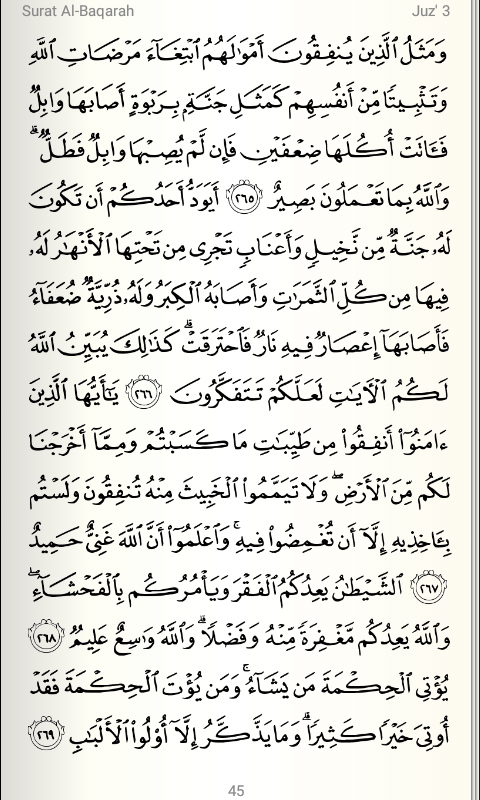 Surat Al-Baqarah Juz' 3
وَمَثَلُ ٱلَّذِينَ يُنفِقُونَ أَمْوَٰلَهُمُ ٱبْتِغَآءَ مَرْضَاتِ ٱللَّهِ
وَتَثْبِيتًا مِّنْ أَنفُسِهِمْ كَمَثَلِ جَنَّةٍۭ بِرَبْوَةٍ أَصَابَهَا وَابِلٌ
فَـَٔاتَتْ أُكُلَهَا ضِعْفَيْنِ فَإِن لَّمْ يُصِبْهَا وَابِلٌ فَطَلٌّ ۗ
وَٱللَّهُ بِمَا تَعْمَلُونَ بَصِيرٌ ٢٦٥ أَيَوَدُّ أَحَدُكُمْ أَن تَكُونَ
لَهُۥ جَنَّةٌ مِّن نَّخِيلٍ وَأَعْنَابٍ تَجْرِى مِن تَحْتِهَا ٱلْأَنْهَٰرُ لَهُۥ
فِيهَا مِن كُلِّ ٱلثَّمَرَٰتِ وَأَصَابَهُ ٱلْكِبَرُ وَلَهُۥ ذُرِّيَّةٌ ضُعَفَآءُ
فَأَصَابَهَآ إِعْصَارٌ فِيهِ نَارٌ فَٱحْتَرَقَتْ ۗ كَذَٰلِكَ يُبَيِّنُ ٱللَّهُ
لَكُمُ ٱلْـَٔايَٰتِ لَعَلَّكُمْ تَتَفَكَّرُونَ ٢٦٦ يَٰٓأَيُّهَا ٱلَّذِينَ
ءَامَنُوٓا۟ أَنفِقُوا۟ مِن طَيِّبَٰتِ مَا كَسَبْتُمْ وَمِمَّآ أَخْرَجْنَا
لَكُم مِّنَ ٱلْأَرْضِ ۖ وَلَا تَيَمَّمُوا۟ ٱلْخَبِيثَ مِنْهُ تُنفِقُونَ وَلَسْتُم
بِـَٔاخِذِيهِ إِلَّآ أَن تُغْمِضُوا۟ فِيهِ ۚ وَٱعْلَمُوٓا۟ أَنَّ ٱللَّهَ غَنِىٌّ حَمِيدٌ
٢٦٧ ٱلشَّيْطَٰنُ يَعِدُكُمُ ٱلْفَقْرَ وَيَأْمُرُكُم بِٱلْفَحْشَآءِ ۖ
وَٱللَّهُ يَعِدُكُم مَّغْفِرَةً مِّنْهُ وَفَضْلًا ۗ وَٱللَّهُ وَٰسِعٌ عَلِيمٌ ٢٦٨
يُؤْتِى ٱلْحِكْمَةَ مَن يَشَآءُ ۚ وَمَن يُؤْتَ ٱلْحِكْمَةَ فَقَدْ
أُوتِىَ خَيْرًا كَثِيرًا ۗ وَمَا يَذَّكَّرُ إِلَّآ أُو۟لُوا۟ ٱلْأَلْبَٰبِ ٢٦٩
45